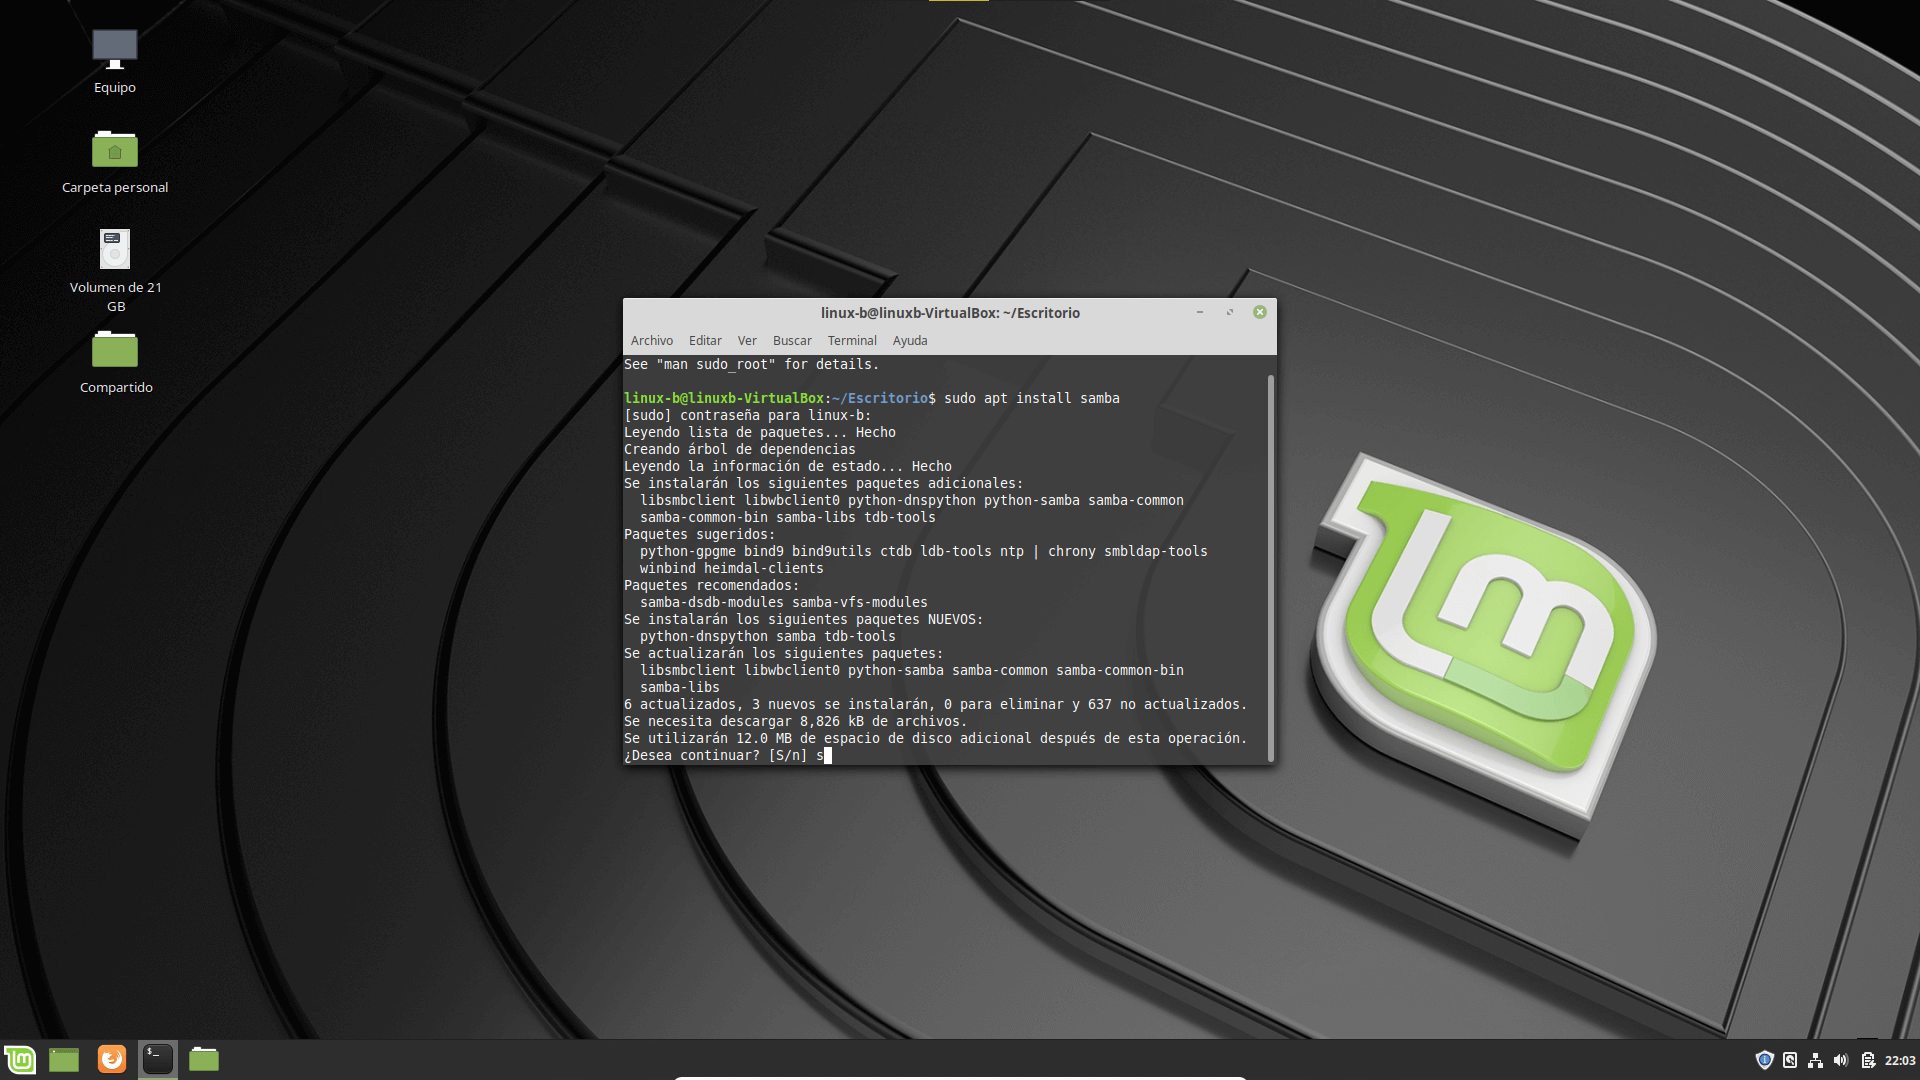 Equipo
Carpeta personal
Volumen de 21
GB
Compartido
linux-b@linuxb-VirtualBox: ~/Escritorio
Archivo Editar Ver Buscar Terminal Ayuda
See "man sudo_root" for details.
linux-b@linuxb-VirtualBox:~/Escritorio$ sudo apt install samba
[sudo] contraseña para linux-b:
Leyendo lista de paquetes... Hecho
Creando árbol de dependencias
Leyendo la información de estado... Hecho
Se instalarán los siguientes paquetes adicionales:
libsmbclient libwbclient0 python-dnspython python-samba samba-common
samba-common-bin samba-libs tdb-tools
Paquetes sugeridos:
python-gpgme bind9 bind9utils ctdb ldb-tools ntp | chrony smbldap-tools
winbind heimdal-clients
Paquetes recomendados:
samba-dsdb-modules samba-vfs-modules
Se instalarán los siguientes paquetes NUEVOS:
python-dnspython samba tdb-tools
Se actualizarán los siguientes paquetes:
libsmbclient libwbclient0 python-samba samba-common samba-common-bin
samba-libs
6 actualizados, 3 nuevos se instalarán, 0 para eliminar y 637 no actualizados.
Se necesita descargar 8,826 kB de archivos.
Se utilizarán 12.0 MB de espacio de disco adicional después de esta operación.
¿Desea continuar? [S/n] s
22:03